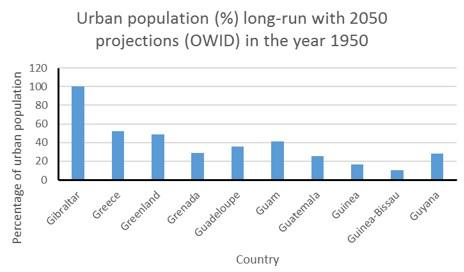 Urban population (%) long-run with 2050
projections (OWID) in the year 1950
Percentage of urban population
120
100
80
60
40
20
0
Gibraltar
Greece
Greenland
Grenada
Guadeloupe
Guam
Guatemala
Guinea
Guinea-Bissau
Guyana
Country